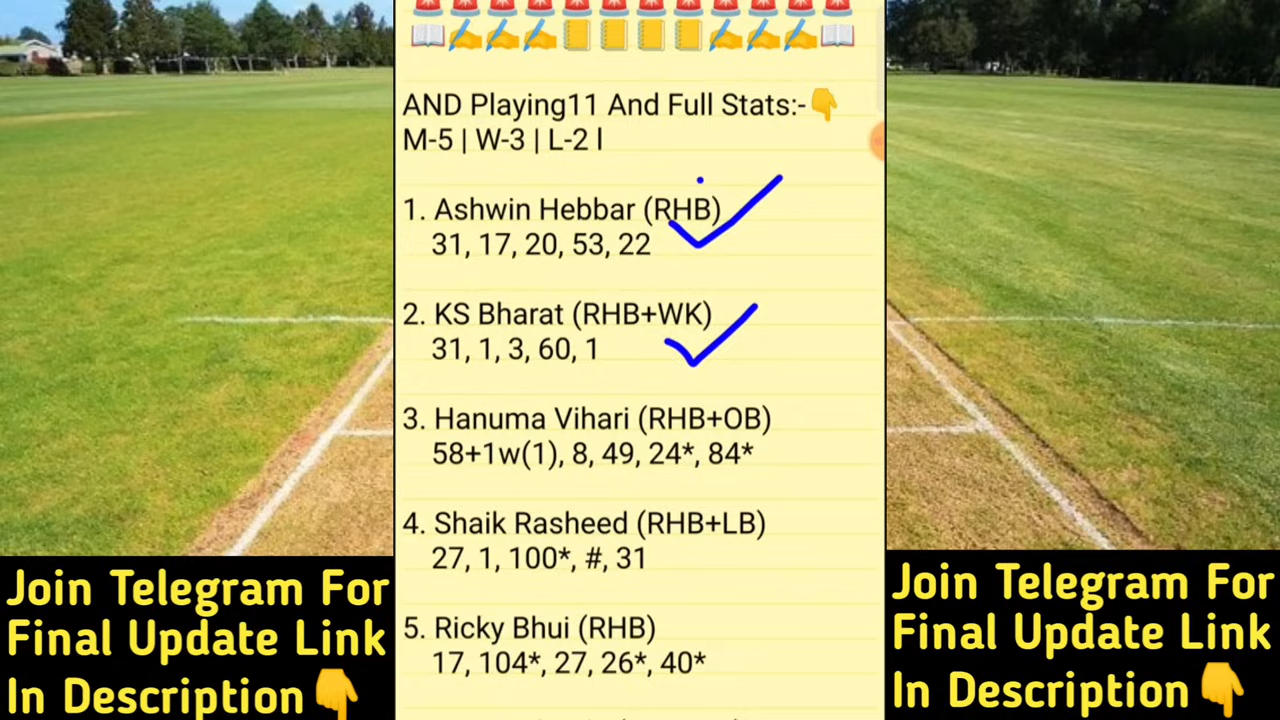 AND Playing11 And Full Stats:-👇
M-5 | W-3 | L-2 l
1. Ashwin Hebbar (RHB)
31, 17, 20, 53, 22
2. KS Bharat (RHB+WK)
31, 1, 3, 60, 1
3. Hanuma Vihari (RHB+OB)
58+1w(1), 8, 49, 24*, 84*
4. Shaik Rasheed (RHB+LB)
27, 1, 100*, #, 31
5. Ricky Bhui (RHB)
17, 104*, 27, 26*, 40*
Join Telegram For
Final Update Link
In Description👇
Join Telegram For
Final Update Link
In Description👇